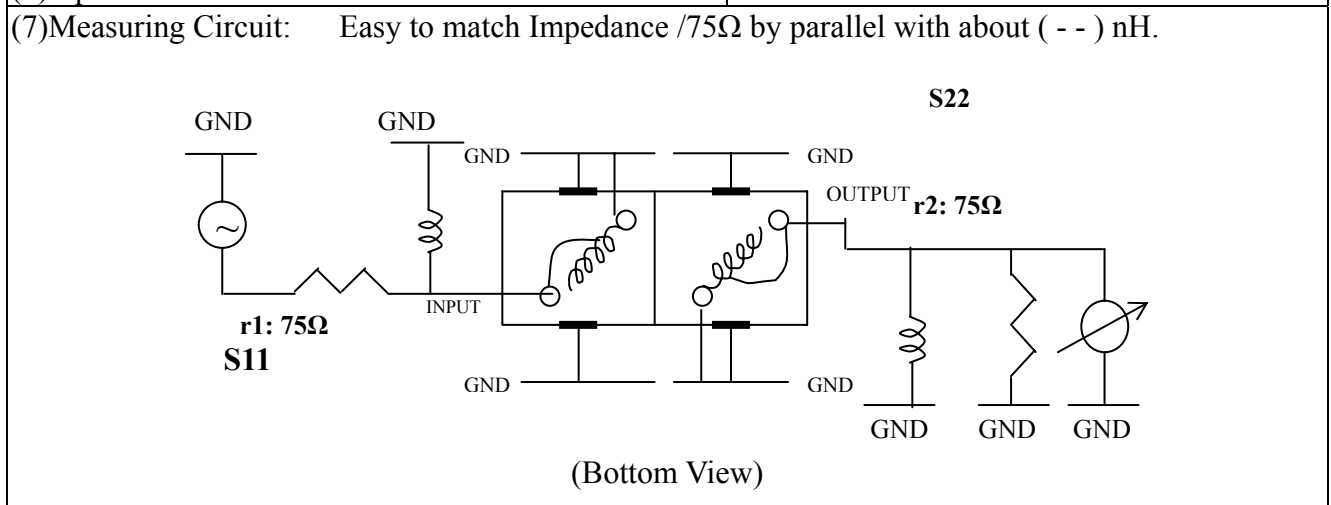 (7)Measuring Circuit: Easy to match Impedance /75Ω by parallel with about ( - - ) nH.
S22
GND GND
GND GND
OUTPUT r2: 75Ω
~
INPUT
r1: 75Ω
S11
GND GND
GND GND GND
(Bottom View)